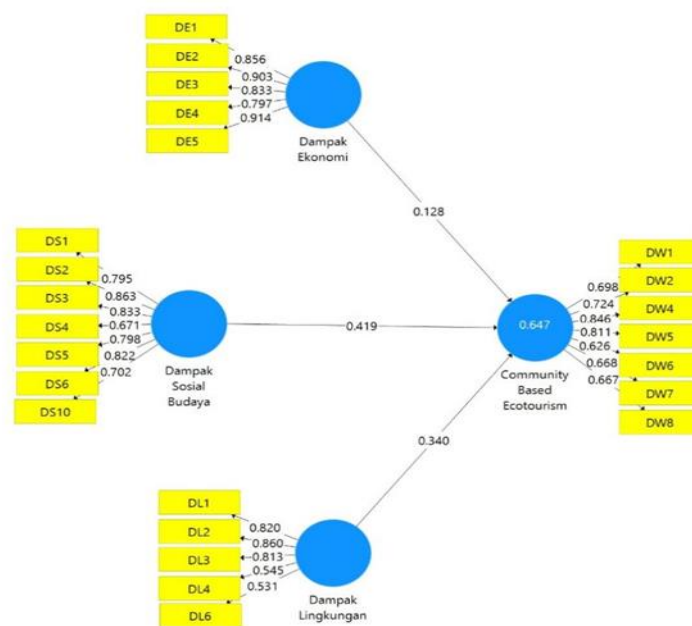 DE1
DE2
DE3
DE4
DE5
0.856
0.903
0.833
0.797
0.914
Dampak
Ekonomi
0.128
DS1
DS2
DS3
DS4
DS5
DS6
DS10
0.795
0.863
0.833
0.671
0.798
0.822
0.702
Dampak
Sosial
Budaya
0.419
0.647
Community
Based
Ecotourism
0.698
0.724
0.846
0.811
0.626
0.668
0.667
DW1
DW2
DW4
DW5
DW6
DW7
DW8
0.340
DL1
DL2
DL3
DL4
DL6
0.820
0.860
0.813
0.545
0.531
Dampak
Lingkungan